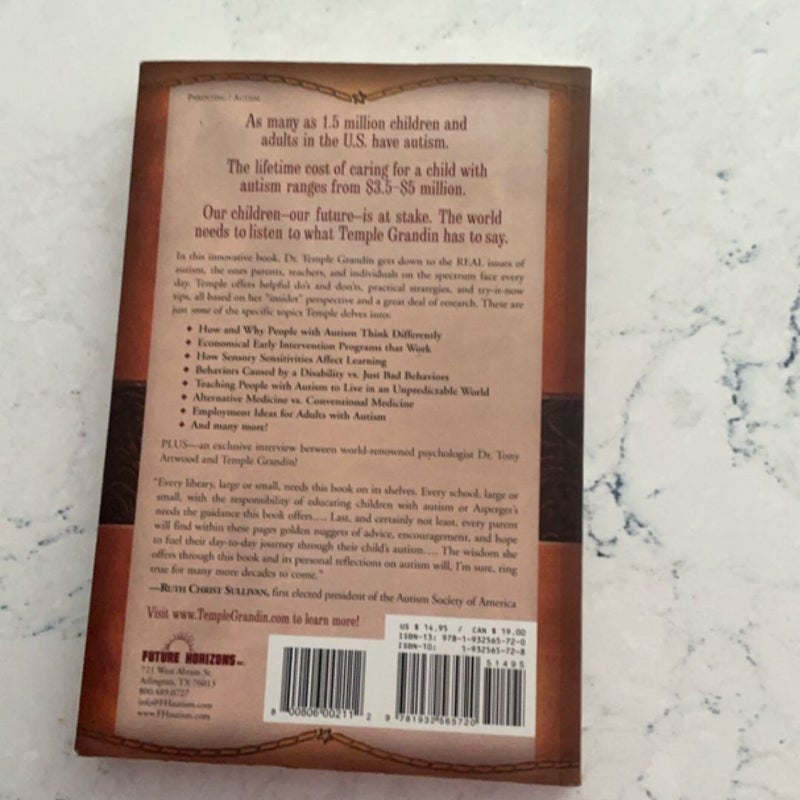 PARENTING / AUTISM
As many as 1.5 million children and
adults in the U.S. have autism.
The lifetime cost of caring for a child with
autism ranges from $3.5–$5 million.
Our children—our future—is at stake. The world
needs to listen to what Temple Grandin has to say.
In this innovative book, Dr. Temple Grandin gets down to the REAL issues of
autism, the ones parents, teachers, and individuals on the spectrum face every
day. Temple offers helpful do's and don'ts, practical strategies, and try-it-now
tips, all based on her "insider" perspective and a great deal of research. These are
just some of the specific topics Temple delves into:
◆ How and Why People with Autism Think Differently
◆ Economical Early Intervention Programs that Work
◆ How Sensory Sensitivities Affect Learning
◆ Behaviors Caused by a Disability vs. Just Bad Behaviors
◆ Teaching People with Autism to Live in an Unpredictable World
◆ Alternative Medicine vs. Conventional Medicine
◆ Employment Ideas for Adults with Autism
◆ And many more!
PLUS—an exclusive interview between world-renowned psychologist Dr. Tony
Attwood and Temple Grandin!
"Every library, large or small, needs this book on its shelves. Every school, large or
small, with the responsibility of educating children with autism or Asperger's
needs the guidance this book offers.... Last, and certainly not least, every parent
will find within these pages golden nuggets of advice, encouragement, and hope
to fuel their day-to-day journey through their child's autism.... The wisdom she
offers through this book and its personal reflections on autism will, I'm sure, ring
true for many more decades to come."
—RUTH CHRIST SULLIVAN, first elected president of the Autism Society of America
Visit www.TempleGrandin.com to learn more!
FUTURE HORIZONS INC.
721 West Abram St.
Arlington, TX 76013
800.489.0727
info@FHautism.com
www.FHautism.com
0 00806 00211 2
US $ 14.95 / CAN $ 19.00
ISBN-13: 978-1-932565-72-0
ISBN-10: 1-932565-72-8
51495
9 781932 565720